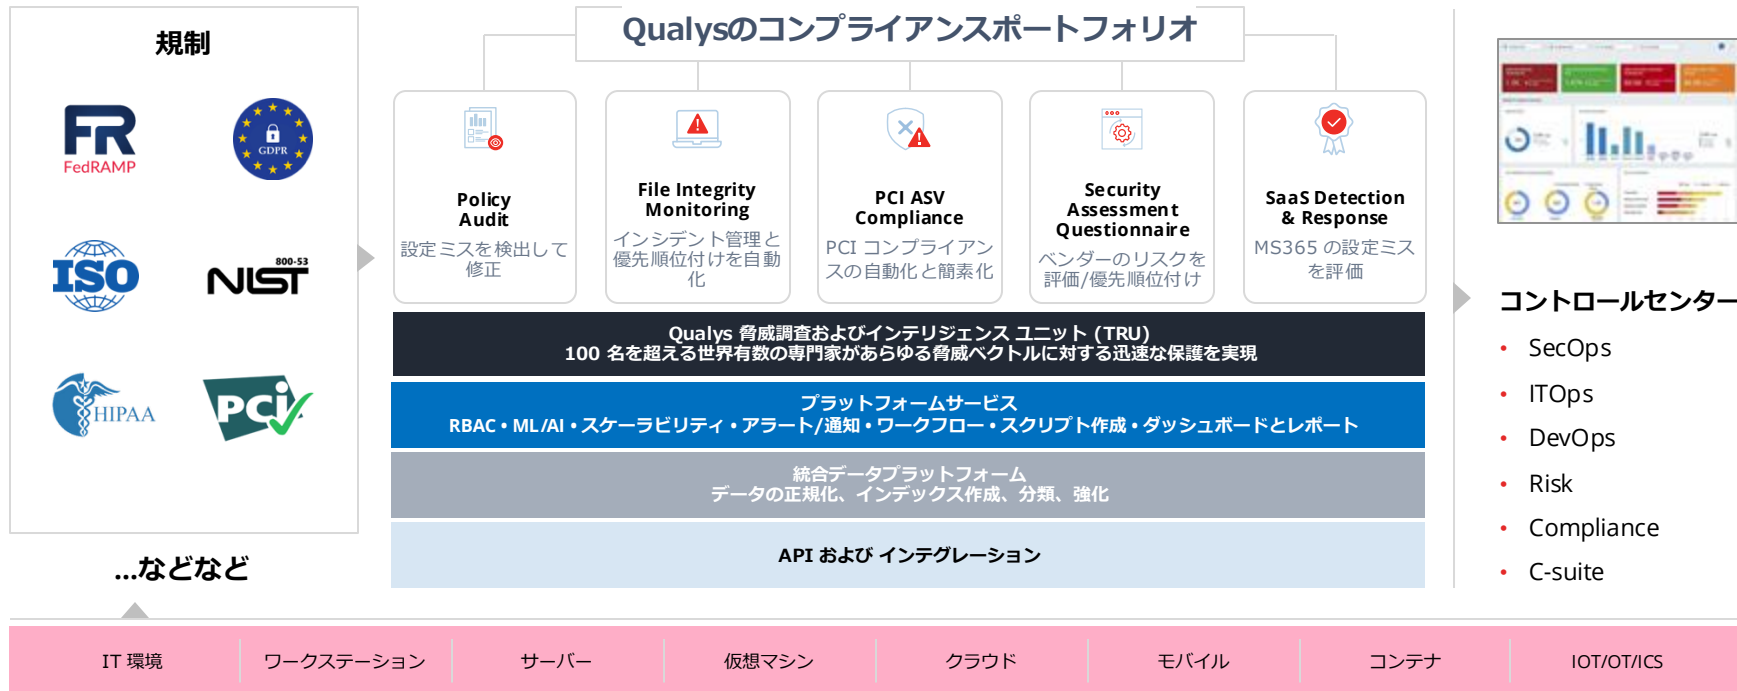 規制
FR
FedRAMP
GDPR
ISO
800-53
NIST
HIPAA
PCi
...などなど
Qualysのコンプライアンスポートフォリオ
Policy
Audit
設定ミスを検出して
修正
File Integrity
Monitoring
インシデント管理と
優先順位付けを自動
化
PCI ASV
Compliance
PCI コンプライアン
スの自動化と簡素化
Security
Assessment
Questionnaire
ベンダーのリスクを
評価/優先順位付け
SaaS Detection
& Response
MS365 の設定ミス
を評価
Qualys 脅威調査およびインテリジェンス ユニット (TRU)
100 名を超える世界有数の専門家があらゆる脅威ベクトルに対する迅速な保護を実現
プラットフォームサービス
RBAC • ML/AI • スケーラビリティ • アラート/通知 • ワークフロー • スクリプト作成 • ダッシュボードとレポート
統合データプラットフォーム
データの正規化、インデックス作成、分類、強化
API および インテグレーション
コントロールセンター
• SecOps
• ITOps
• DevOps
• Risk
• Compliance
• C-suite
IT 環境
ワークステーション
サーバー
仮想マシン
クラウド
モバイル
コンテナ
IOT/OT/ICS